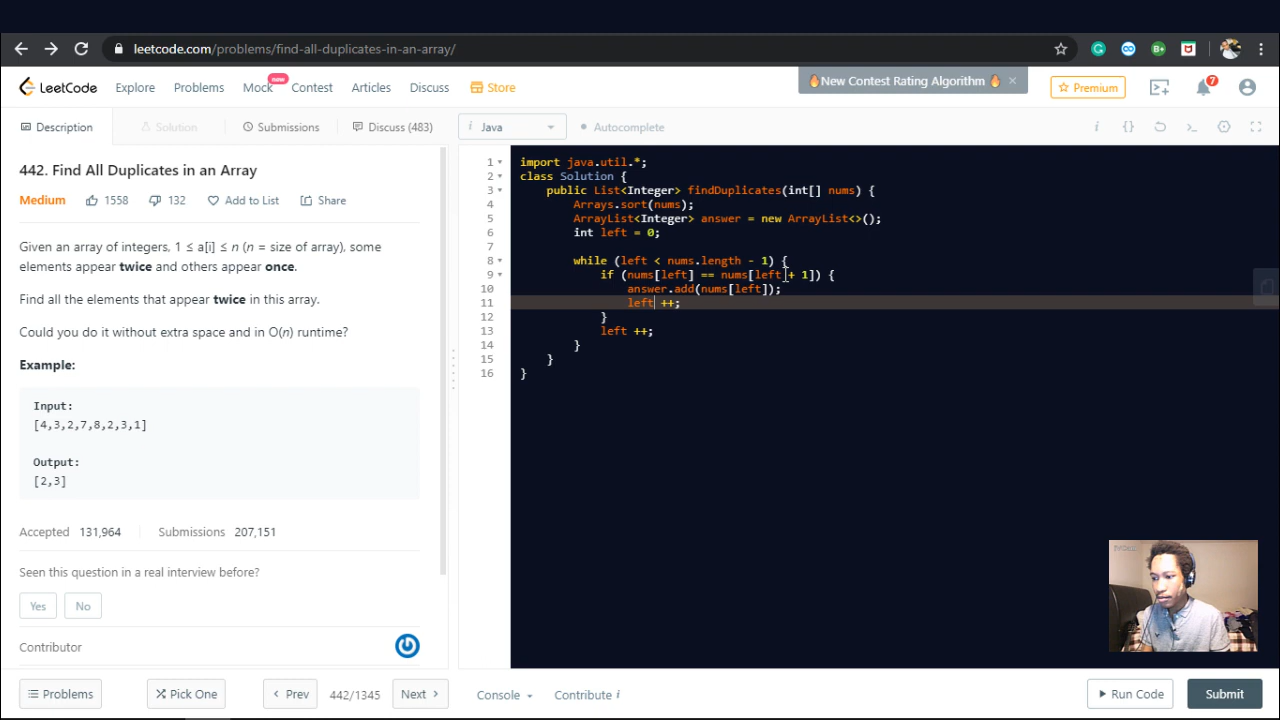 leetcode.com/problems/find-all-duplicates-in-an-array/
LeetCode Explore Problems Mock new Contest Articles Discuss Store
New Contest Rating Algorithm
Premium
7
Description Solution Submissions Discuss (483)
i Java Autocomplete
442. Find All Duplicates in an Array
Medium 1558 132 Add to List Share
Given an array of integers, 1 ≤ a[i] ≤ n (n = size of array), some
elements appear twice and others appear once.
Find all the elements that appear twice in this array.
Could you do it without extra space and in O(n) runtime?
Example:
Input:
[4,3,2,7,8,2,3,1]
Output:
[2,3]
Accepted 131,964 Submissions 207,151
Seen this question in a real interview before?
Yes No
Contributor
1 import java.util.*;
2 class Solution {
3 public List<Integer> findDuplicates(int[] nums) {
4 Arrays.sort(nums);
5 ArrayList<Integer> answer = new ArrayList<>();
6 int left = 0;
7
8 while (left < nums.length - 1) {
9 if (nums[left] == nums[left + 1]) {
10 answer.add(nums[left]);
11 left ++;
12 }
13 left ++;
14 }
15 }
16 }
Problems Pick One Prev 442/1345 Next Console Contribute i Run Code Submit